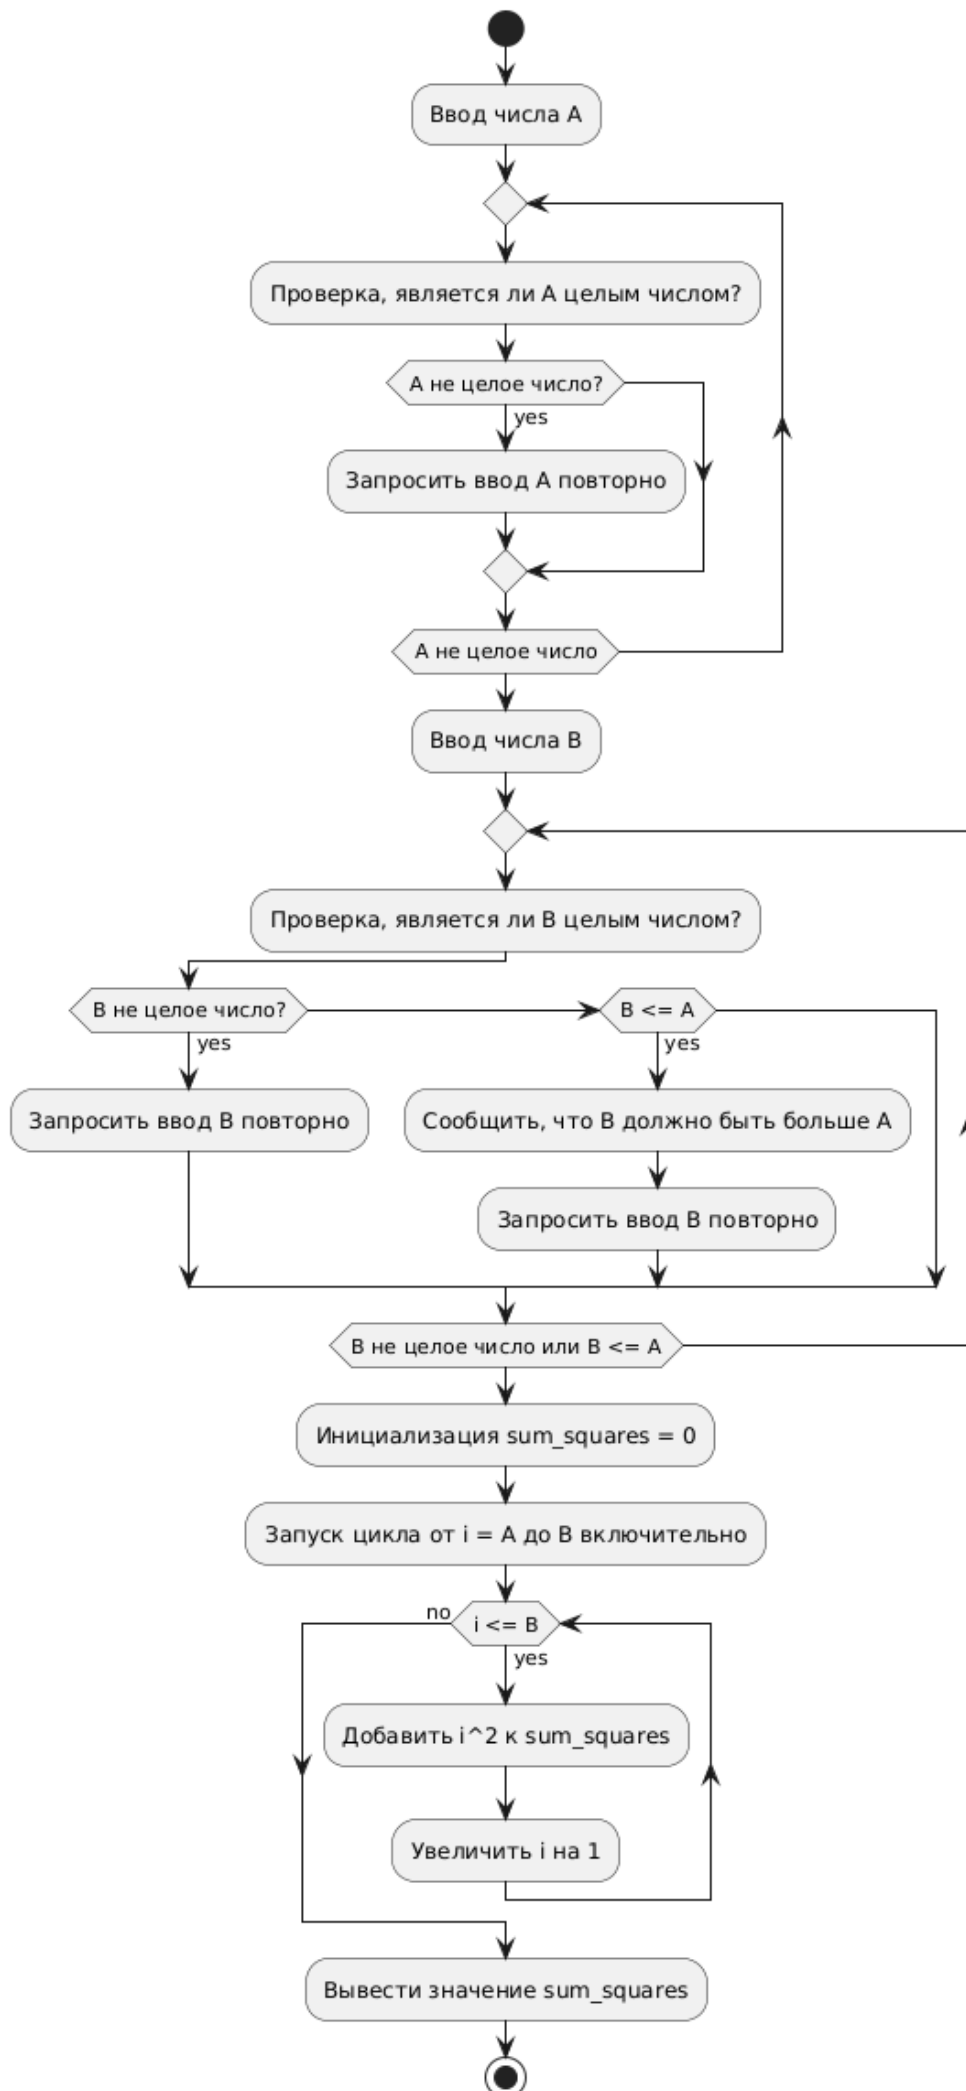 Ввод числа A
Проверка, является ли A целым числом?
A не целое число?
yes
Запросить ввод A повторно
A не целое число
Ввод числа B
Проверка, является ли B целым числом?
B не целое число?
yes
B <= A
yes
Запросить ввод B повторно
Сообщить, что B должно быть больше A
Запросить ввод B повторно
B не целое число или B <= A
Инициализация sum_squares = 0
Запуск цикла от i = A до B включительно
no
i <= B
yes
Добавить i^2 к sum_squares
Увеличить i на 1
Вывести значение sum_squares